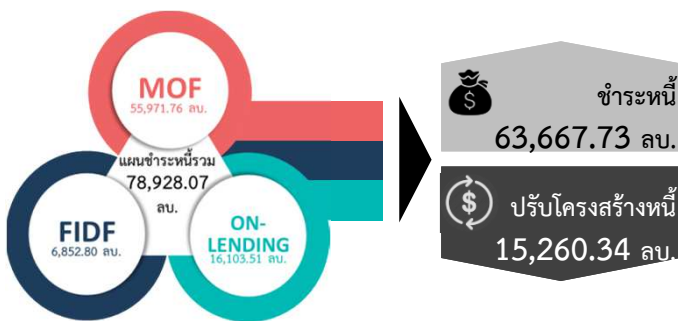 MOF
55,971.76 ลบ.
แผนชำระหนี้รวม
78,928.07
ลบ.
FIDF
6,852.80 ลบ.
ON-
LENDING
16,103.51 ลบ.
$
ชำระหนี้
63,667.73 ลบ.
$
ปรับโครงสร้างหนี้
15,260.34 ลบ.